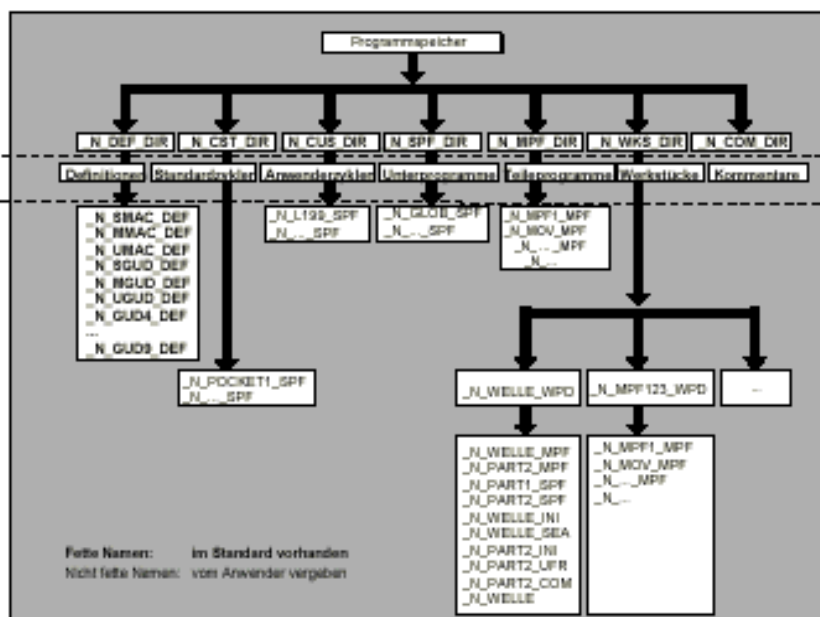 Programmspeicher
_N_DEF_DIR _N_CST_DIR _N_CUS_DIR _N_SPF_DIR _N_MPF_DIR _N_WKS_DIR _N_COM_DIR
Definitionen Standardzyklen Anwenderzyklen Unterprogramme Teileprogramme Werkstücke Kommentare
_N_SMAC_DEF
_N_MMAC_DEF
_N_UMAC_DEF
_N_SGUD_DEF
_N_MGUD_DEF
_N_UGUD_DEF
_N_GUD4_DEF
...
_N_GUD9_DEF
_N_POCKET1_SPF
_N_..._SPF
_N_L199_SPF
_N_..._SPF
_N_GLOB_SPF
_N_..._SPF
_N_MPF1_MPF
_N_MOV_MPF
_N_..._MPF
_N_...
_N_WELLE_WPD _N_MPF123_WPD ...
_N_WELLE_MPF
_N_PART2_MPF
_N_PART1_SPF
_N_PART2_SPF
_N_WELLE_INI
_N_WELLE_SEA
_N_PART2_INI
_N_PART2_UFR
_N_PART2_COM
_N_WELLE
_N_MPF1_MPF
_N_MOV_MPF
_N_..._MPF
_N_...
Fette Namen: im Standard vorhanden
Nicht fette Namen: vom Anwender vergeben